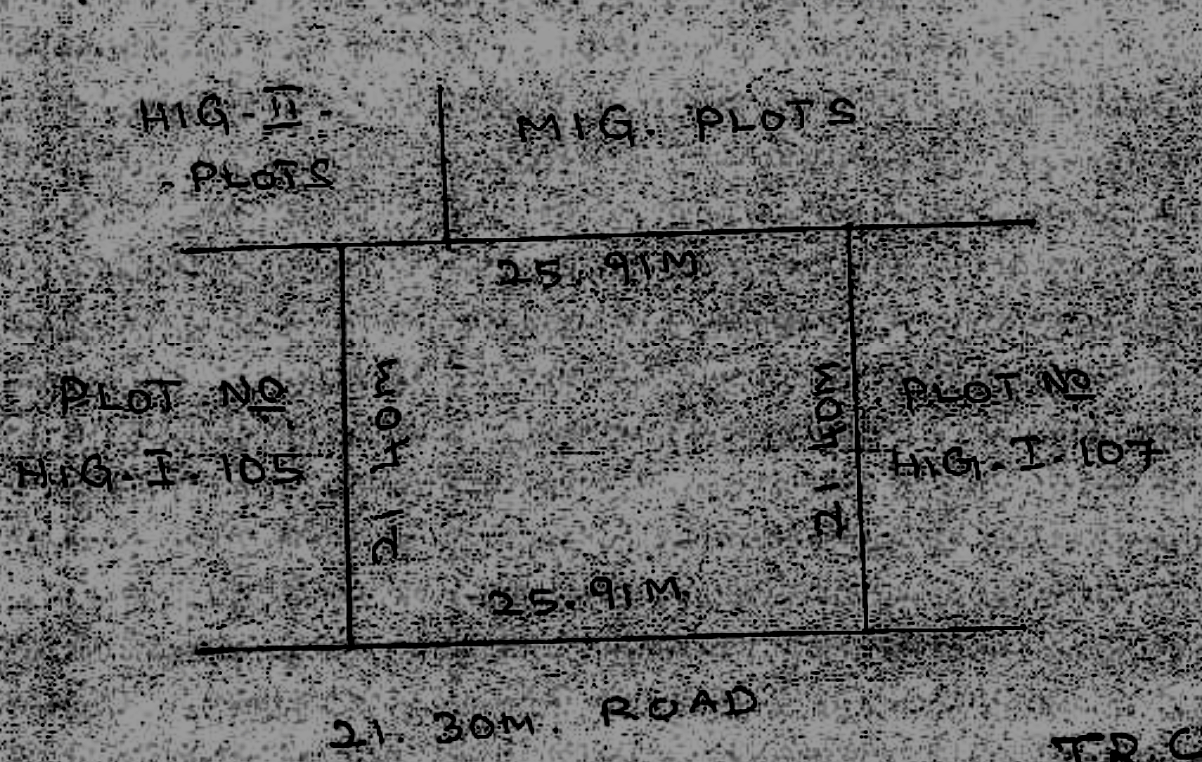 HIG-II-
PLOTS
MIG. PLOTS
25.91M
PLOT NO
HIG-I-105
21.40M
21.40M
PLOT NO
HIG-I-107
25.91M
21.30M. ROAD